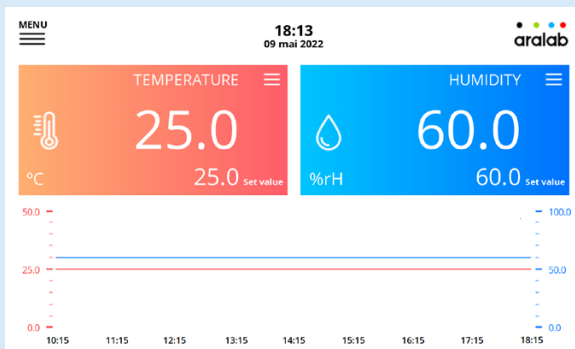 MENU
18:13
09 mai 2022
aralab
TEMPERATURE
25.0
°C
25.0 Set value
HUMIDITY
60.0
%rH
60.0 Set value
50.0
25.0
0.0
100.0
50.0
0.0
10:15 11:15 12:15 13:15 14:15 15:15 16:15 17:15 18:15